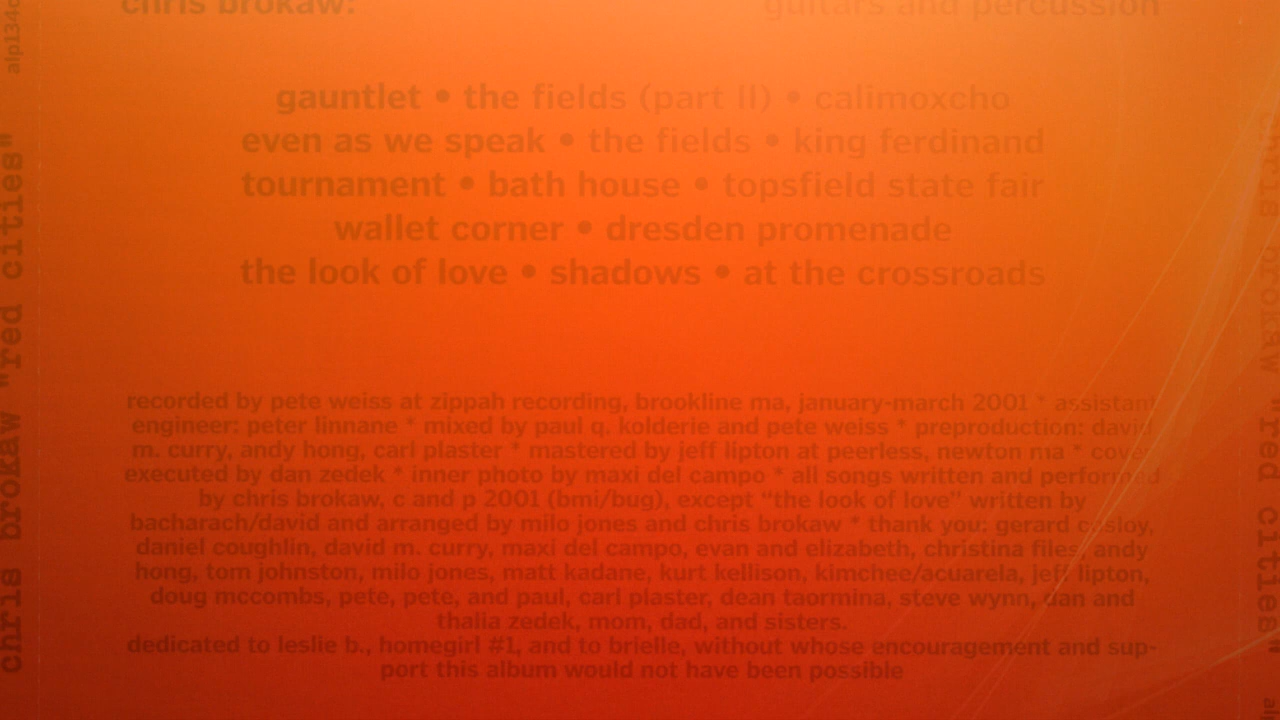 chris brokaw: guitars and percussion
gauntlet • the fields (part II) • calimoxcho
even as we speak • the fields • king ferdinand
tournament • bath house • topsfield state fair
wallet corner • dresden promenade
the look of love • shadows • at the crossroads
recorded by pete weiss at zippah recording, brookline ma, january-march 2001 * assistant
engineer: peter linnane * mixed by paul q. kolderie and pete weiss * preproduction: david
m. curry, andy hong, carl plaster * mastered by jeff lipton at peerless, newton ma * cover
executed by dan zedek * inner photo by maxi del campo * all songs written and performed
by chris brokaw, c and p 2001 (bmi/bug), except "the look of love" written by
bacharach/david and arranged by milo jones and chris brokaw * thank you: gerard cosloy,
daniel coughlin, david m. curry, maxi del campo, evan and elizabeth, christina files, andy
hong, tom johnston, milo jones, matt kadane, kurt kellison, kimchee/acuarela, jeff lipton,
doug mccombs, pete, pete, and paul, carl plaster, dean taormina, steve wynn, dan and
thalia zedek, mom, dad, and sisters.
dedicated to leslie b., homegirl #1, and to brielle, without whose encouragement and sup-
port this album would not have been possible
chris brokaw "red cities" alp134c
chris brokaw "red cities"